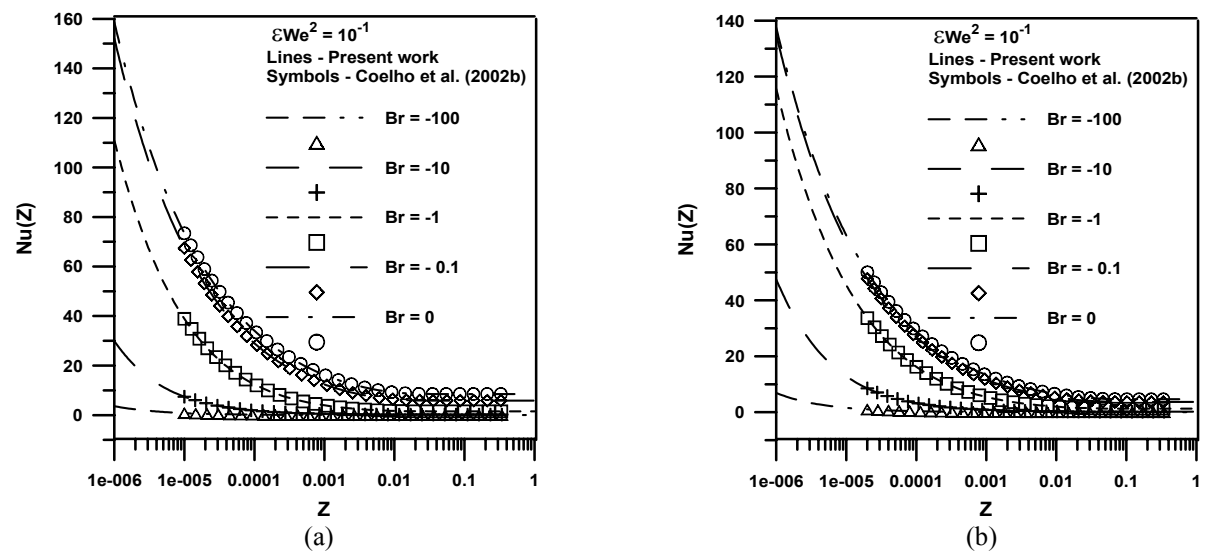 εWe² = 10⁻¹
Lines - Present work
Symbols - Coelho et al. (2002b)
Br = -100
Br = -10
Br = -1
Br = - 0.1
Br = 0
160
140
120
100
80
60
40
20
0
Nu(Z)
1e-006 1e-005 0.0001 0.001 0.01 0.1 1
Z
(a)
εWe² = 10⁻¹
Lines - Present work
Symbols - Coelho et al. (2002b)
Br = -100
Br = -10
Br = -1
Br = - 0.1
Br = 0
140
120
100
80
60
40
20
0
Nu(Z)
1e-006 1e-005 0.0001 0.001 0.01 0.1 1
Z
(b)